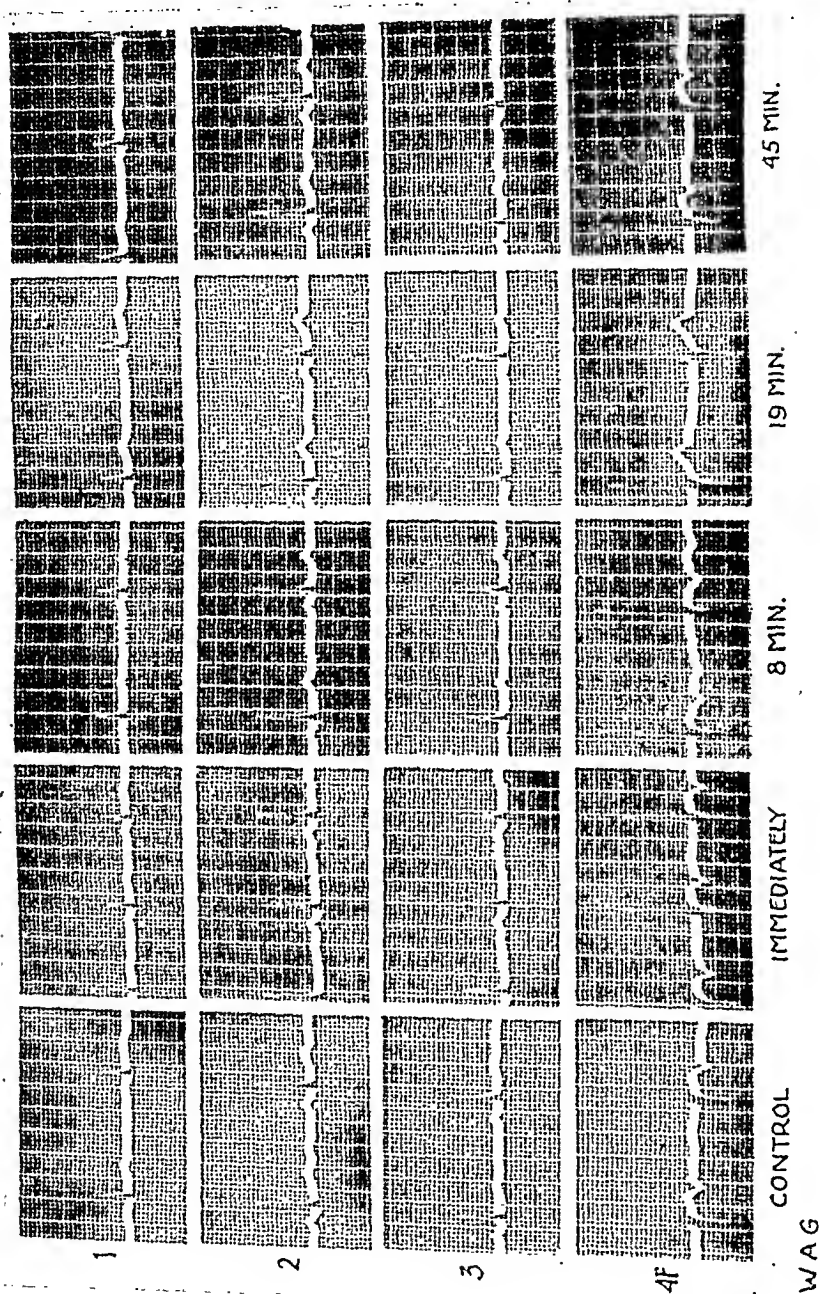 1
2
3
4F
CONTROL
IMMEDIATELY
8 MIN.
19 MIN.
45 MIN.
WAG